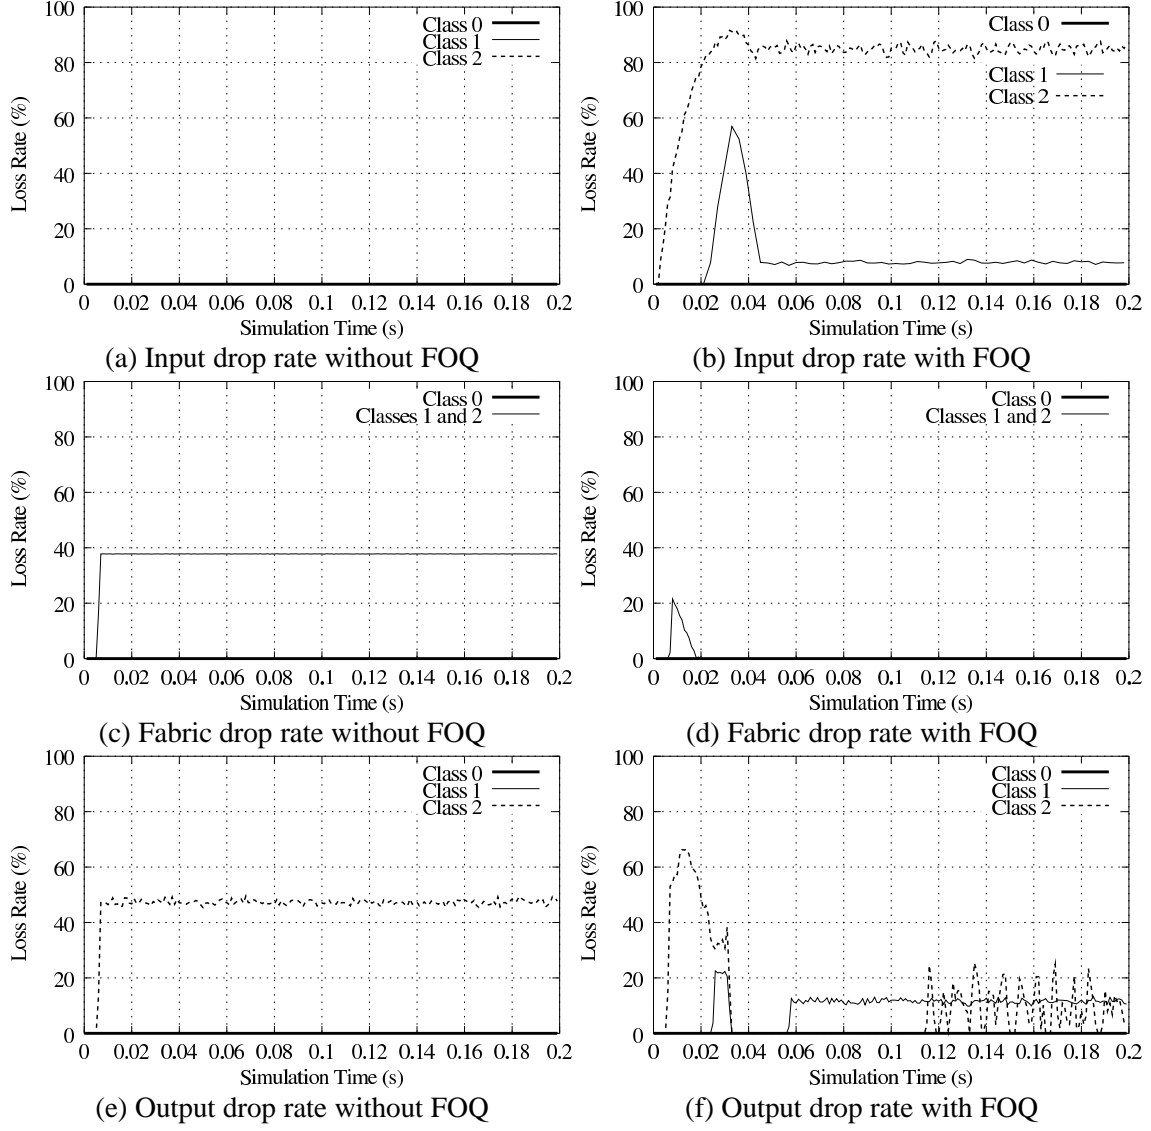 100
80
60
40
20
0
Loss Rate (%)
Class 0
Class 1
Class 2
0 0.02 0.04 0.06 0.08 0.1 0.12 0.14 0.16 0.18 0.2
Simulation Time (s)
(a) Input drop rate without FOQ
100
80
60
40
20
0
Loss Rate (%)
Class 0
Class 1
Class 2
0 0.02 0.04 0.06 0.08 0.1 0.12 0.14 0.16 0.18 0.2
Simulation Time (s)
(b) Input drop rate with FOQ
100
80
60
40
20
0
Loss Rate (%)
Class 0
Classes 1 and 2
0 0.02 0.04 0.06 0.08 0.1 0.12 0.14 0.16 0.18 0.2
Simulation Time (s)
(c) Fabric drop rate without FOQ
100
80
60
40
20
0
Loss Rate (%)
Class 0
Classes 1 and 2
0 0.02 0.04 0.06 0.08 0.1 0.12 0.14 0.16 0.18 0.2
Simulation Time (s)
(d) Fabric drop rate with FOQ
100
80
60
40
20
0
Loss Rate (%)
Class 0
Class 1
Class 2
0 0.02 0.04 0.06 0.08 0.1 0.12 0.14 0.16 0.18 0.2
Simulation Time (s)
(e) Output drop rate without FOQ
100
80
60
40
20
0
Loss Rate (%)
Class 0
Class 1
Class 2
0 0.02 0.04 0.06 0.08 0.1 0.12 0.14 0.16 0.18 0.2
Simulation Time (s)
(f) Output drop rate with FOQ